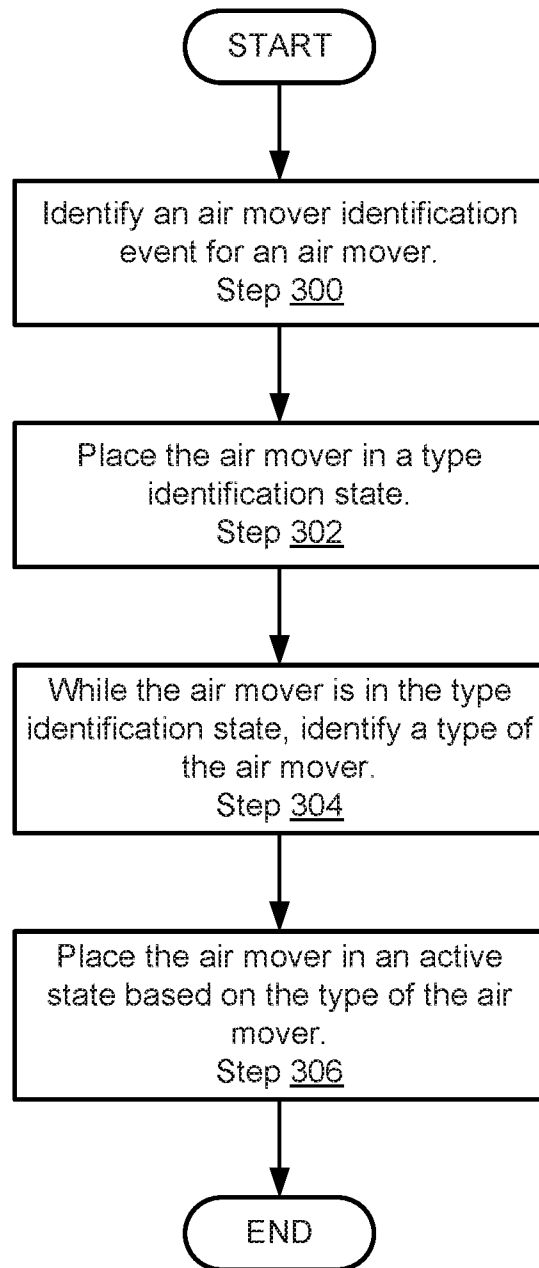 START
Identify an air mover identification
event for an air mover.
Step 300
Place the air mover in a type
identification state.
Step 302
While the air mover is in the type
identification state, identify a type of
the air mover.
Step 304
Place the air mover in an active
state based on the type of the air
mover.
Step 306
END